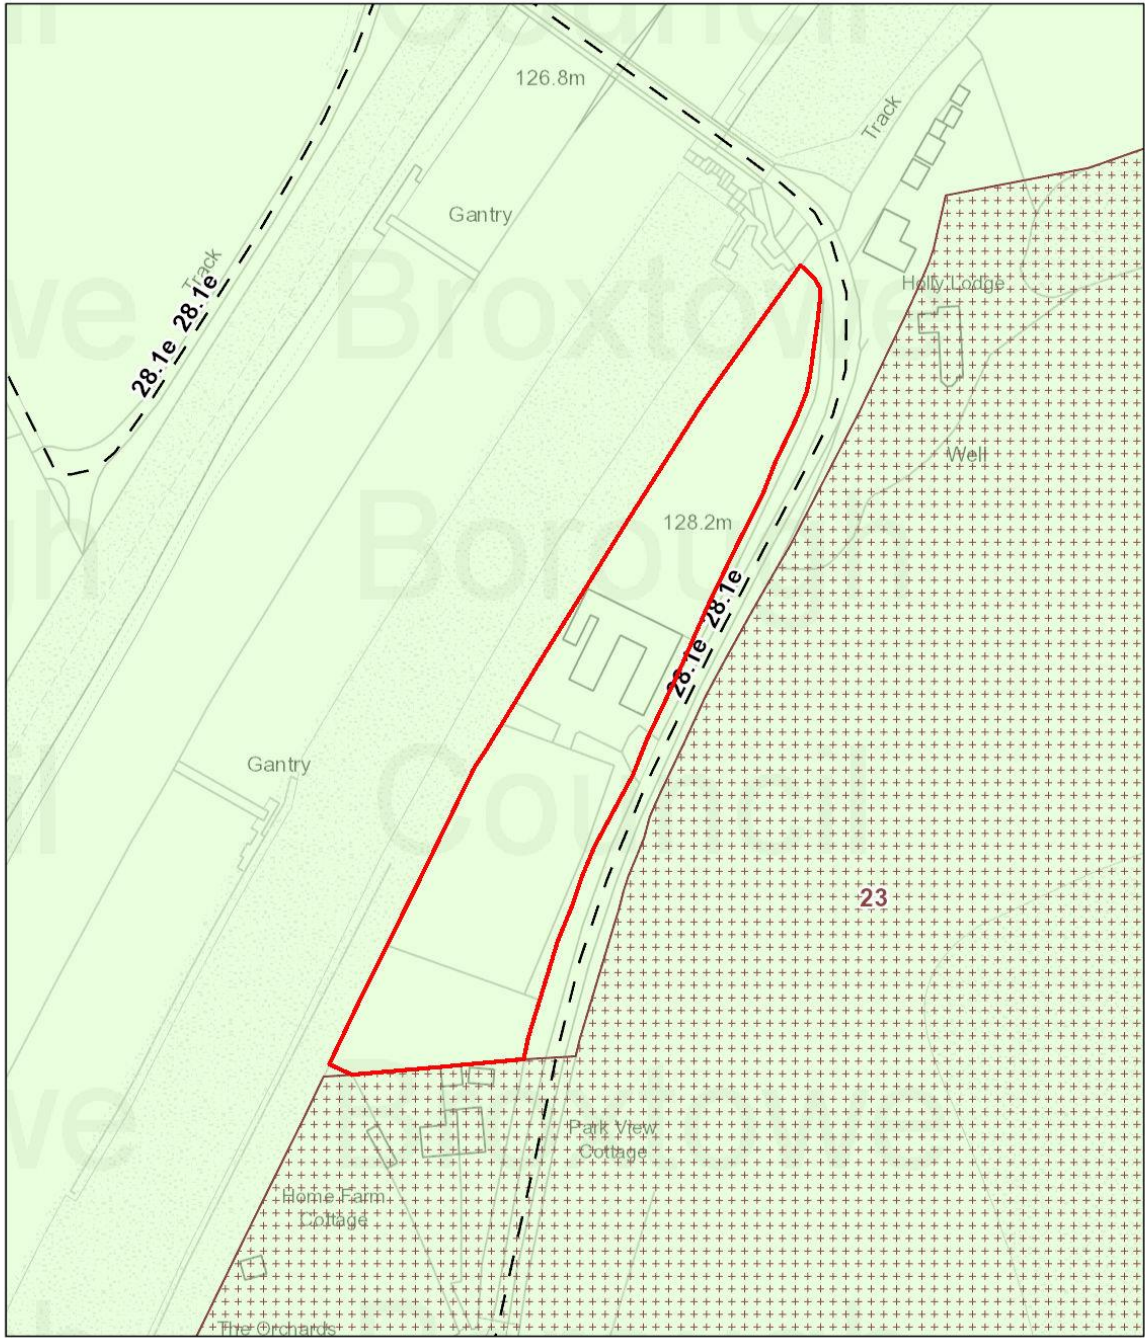 Council
126.8m
Track
Gantry
Track
Broxtowe
Holly Lodge
28.1e
28.1e
Well
128.2m
Borough
28.1e
28.1e
Gantry
Council
23
Park View
Cottage
Home Farm
Cottage
The Orchards